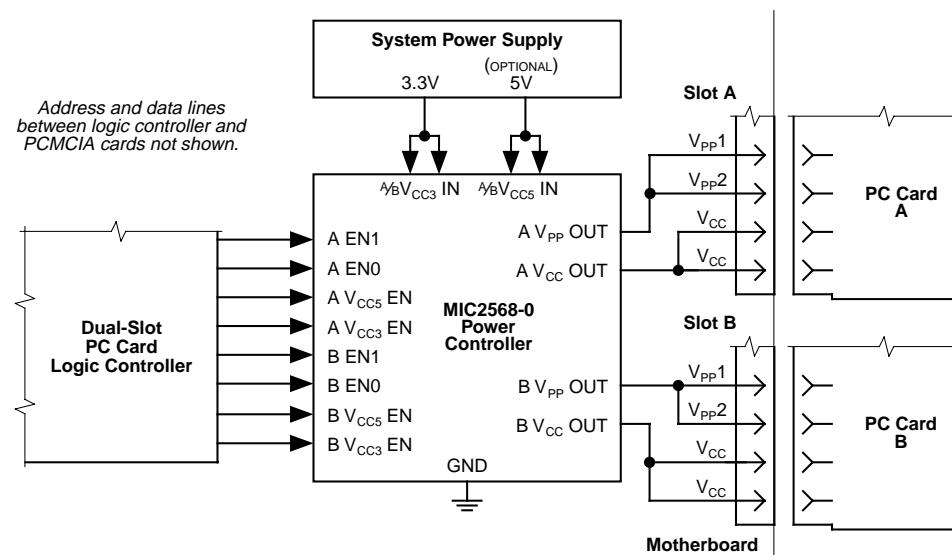 System Power Supply
(OPTIONAL)
3.3V
5V
Address and data lines
between logic controller and
PCMCIA cards not shown.
A/BVCC3 IN
A/BVCC5 IN
Dual-Slot
PC Card
Logic Controller
A EN1
A EN0
A VCC5 EN
A VCC3 EN
B EN1
B EN0
B VCC5 EN
B VCC3 EN
MIC2568-0
Power
Controller
A VPP OUT
A VCC OUT
B VPP OUT
B VCC OUT
GND
Slot A
VPP1
VPP2
VCC
VCC
PC Card
A
Slot B
VPP1
VPP2
VCC
VCC
PC Card
B
Motherboard